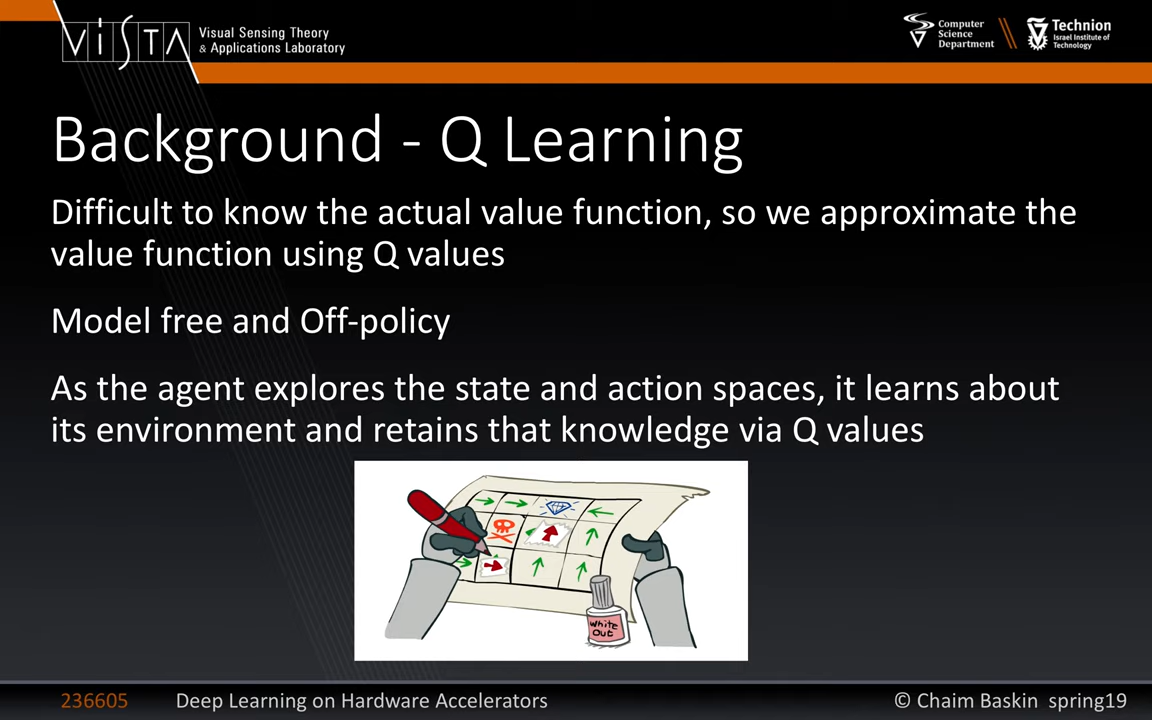 ViSTA
Visual Sensing Theory
& Applications Laboratory
Computer
Science
Department
Technion
Israel Institute of
Technology
Background - Q Learning
Difficult to know the actual value function, so we approximate the
value function using Q values
Model free and Off-policy
As the agent explores the state and action spaces, it learns about
its environment and retains that knowledge via Q values
White
Out
236605
Deep Learning on Hardware Accelerators
© Chaim Baskin spring19